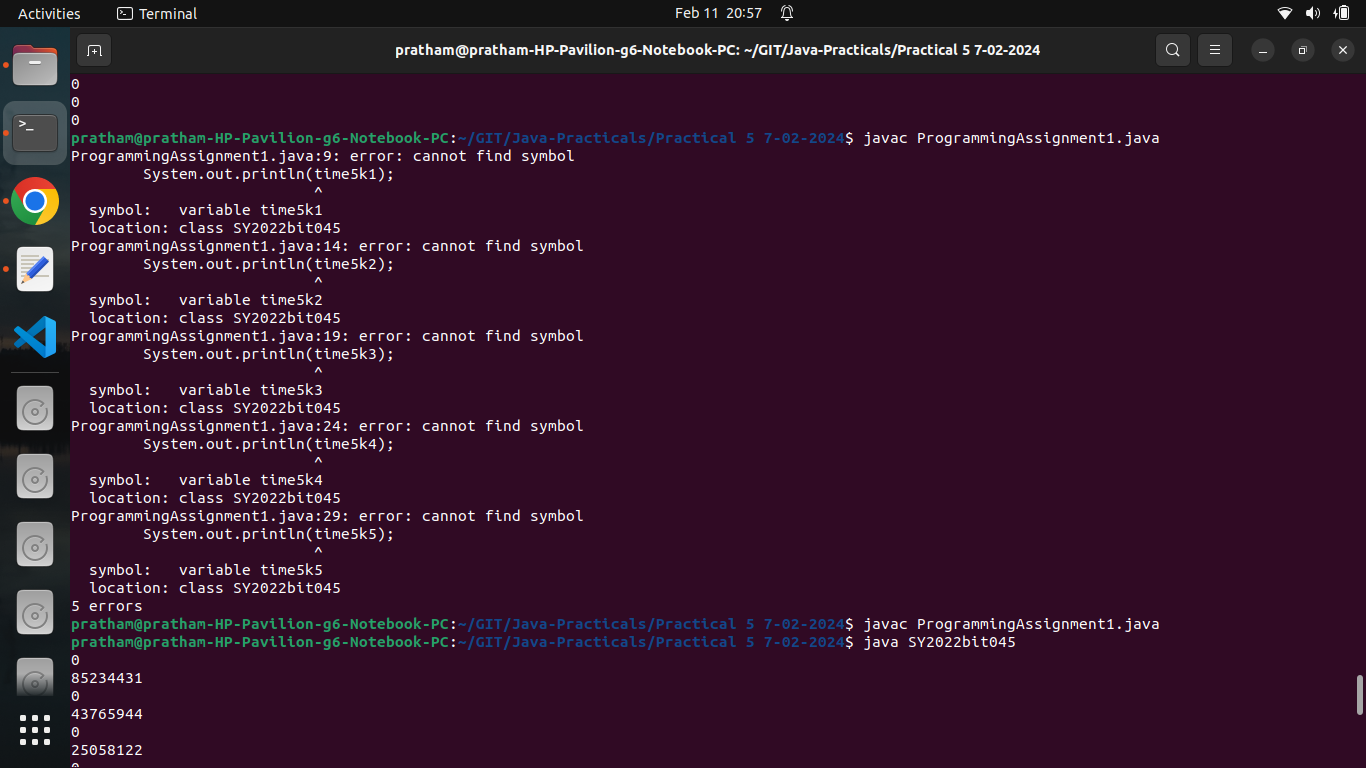 Activities Terminal Feb 11 20:57
pratham@pratham-HP-Pavilion-g6-Notebook-PC: ~/GIT/Java-Practicals/Practical 5 7-02-2024
0
0
0
pratham@pratham-HP-Pavilion-g6-Notebook-PC:~/GIT/Java-Practicals/Practical 5 7-02-2024$ javac ProgrammingAssignment1.java
ProgrammingAssignment1.java:9: error: cannot find symbol
        System.out.println(time5k1);
                           ^
  symbol:   variable time5k1
  location: class SY2022bit045
ProgrammingAssignment1.java:14: error: cannot find symbol
        System.out.println(time5k2);
                           ^
  symbol:   variable time5k2
  location: class SY2022bit045
ProgrammingAssignment1.java:19: error: cannot find symbol
        System.out.println(time5k3);
                           ^
  symbol:   variable time5k3
  location: class SY2022bit045
ProgrammingAssignment1.java:24: error: cannot find symbol
        System.out.println(time5k4);
                           ^
  symbol:   variable time5k4
  location: class SY2022bit045
ProgrammingAssignment1.java:29: error: cannot find symbol
        System.out.println(time5k5);
                           ^
  symbol:   variable time5k5
  location: class SY2022bit045
5 errors
pratham@pratham-HP-Pavilion-g6-Notebook-PC:~/GIT/Java-Practicals/Practical 5 7-02-2024$ javac ProgrammingAssignment1.java
pratham@pratham-HP-Pavilion-g6-Notebook-PC:~/GIT/Java-Practicals/Practical 5 7-02-2024$ java SY2022bit045
0
85234431
0
43765944
0
25058122